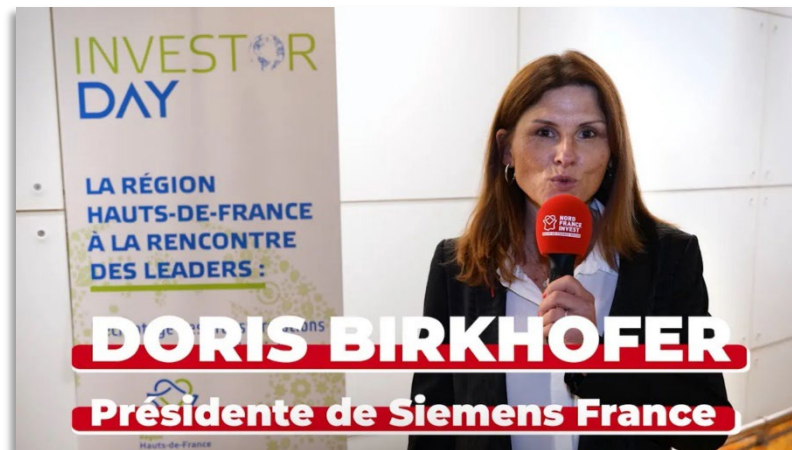 INVESTOR
DAY
LA RÉGION
HAUTS-DE-FRANCE
À LA RENCONTRE
DES LEADERS :
NORD
FRANCE
INVEST
DORIS BIRKHOFER
Présidente de Siemens France
Région
Hauts-de-France